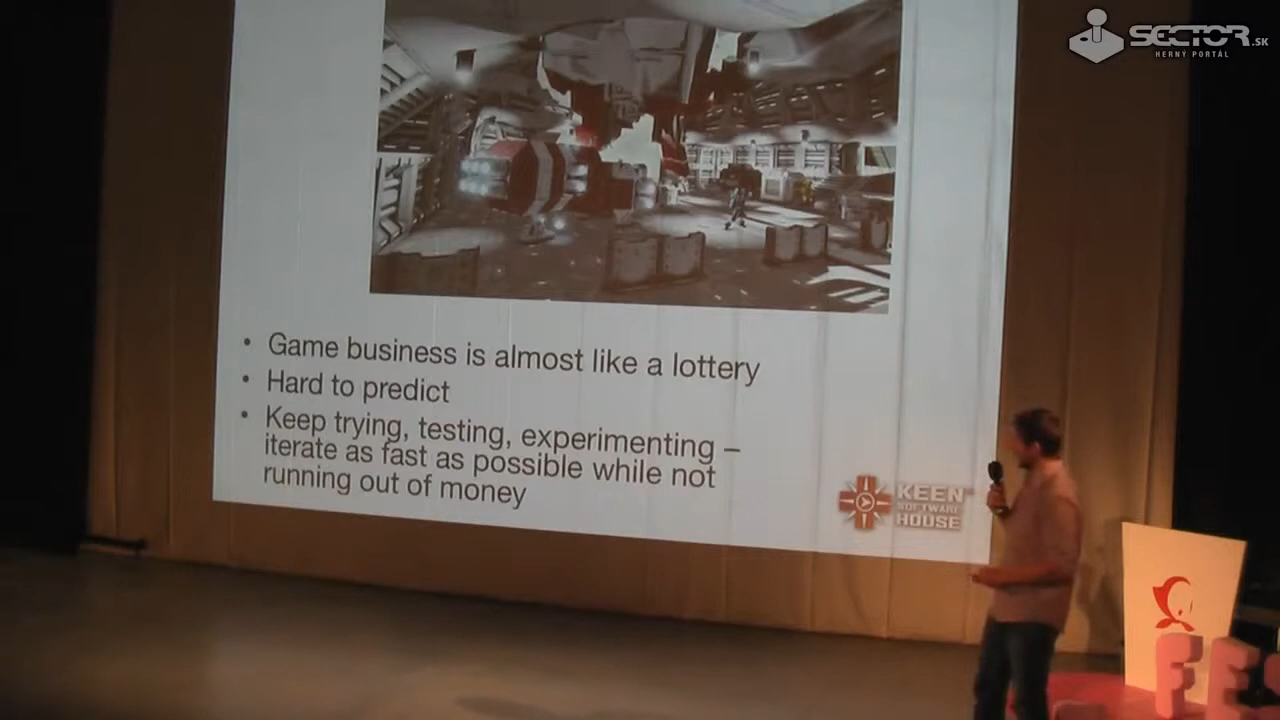 SECTOR.SK
HERNÝ PORTÁL
• Game business is almost like a lottery
• Hard to predict
• Keep trying, testing, experimenting –
iterate as fast as possible while not
running out of money
KEEN
SOFTWARE
HOUSE
FES